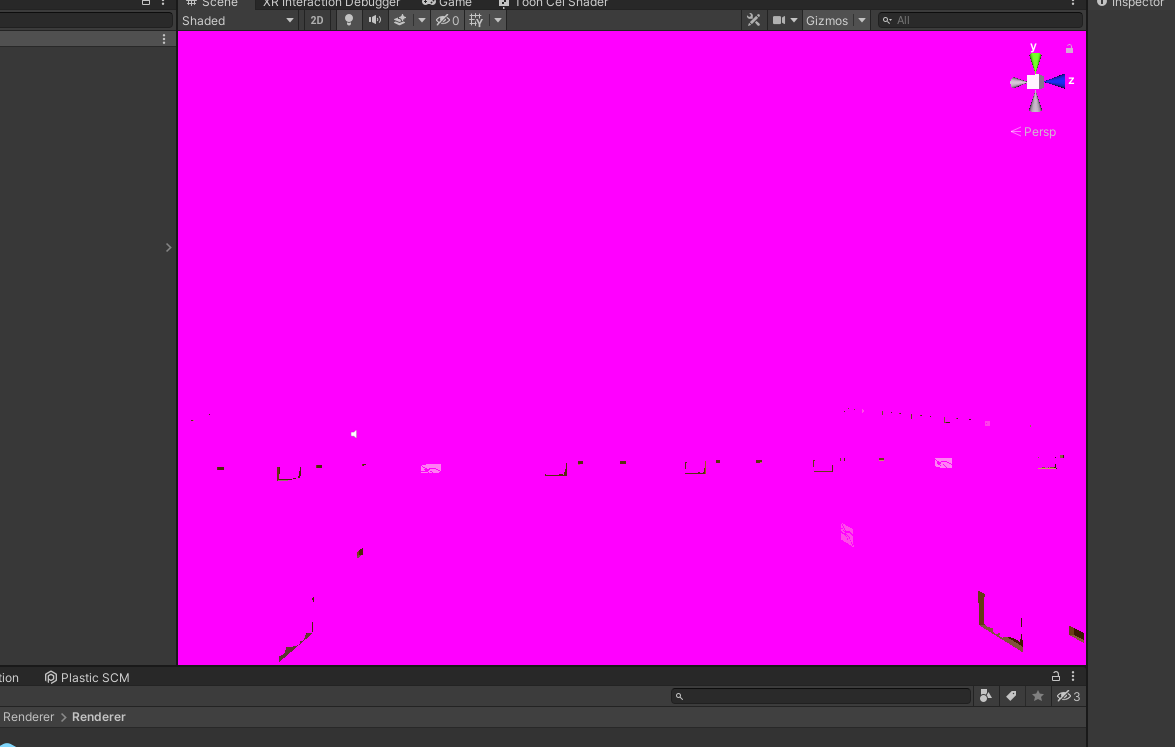 Scene XR Interaction Debugger Game Toon Cel Shader Inspector
Shaded 2D 0 Gizmos All
y
z
< Persp
tion Plastic SCM
3
Renderer > Renderer